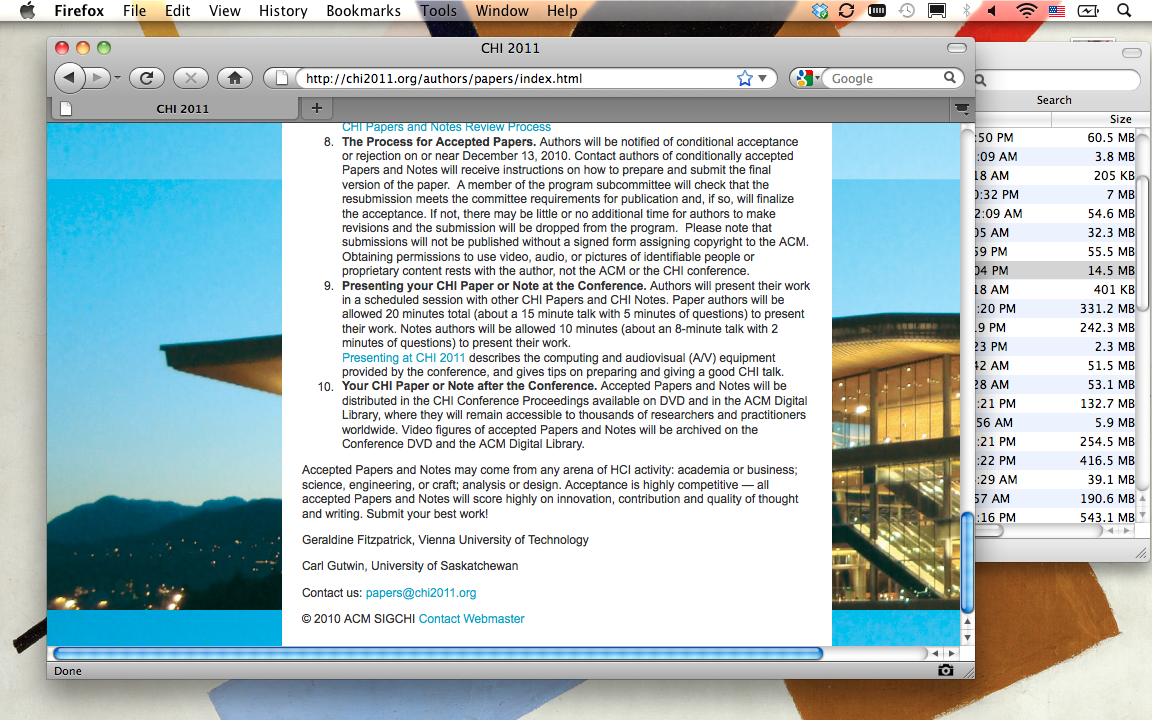 Firefox File Edit View History Bookmarks Tools Window Help
CHI 2011
http://chi2011.org/authors/papers/index.html
Google
CHI 2011
CHI Papers and Notes Review Process
8. The Process for Accepted Papers. Authors will be notified of conditional acceptance
or rejection on or near December 13, 2010. Contact authors of conditionally accepted
Papers and Notes will receive instructions on how to prepare and submit the final
version of the paper. A member of the program subcommittee will check that the
resubmission meets the committee requirements for publication and, if so, will finalize
the acceptance. If not, there may be little or no additional time for authors to make
revisions and the submission will be dropped from the program. Please note that
submissions will not be published without a signed form assigning copyright to the ACM.
Obtaining permissions to use video, audio, or pictures of identifiable people or
proprietary content rests with the author, not the ACM or the CHI conference.
9. Presenting your CHI Paper or Note at the Conference. Authors will present their work
in a scheduled session with other CHI Papers and CHI Notes. Paper authors will be
allowed 20 minutes total (about a 15 minute talk with 5 minutes of questions) to present
their work. Notes authors will be allowed 10 minutes (about an 8-minute talk with 2
minutes of questions) to present their work.
Presenting at CHI 2011 describes the computing and audiovisual (A/V) equipment
provided by the conference, and gives tips on preparing and giving a good CHI talk.
10. Your CHI Paper or Note after the Conference. Accepted Papers and Notes will be
distributed in the CHI Conference Proceedings available on DVD and in the ACM Digital
Library, where they will remain accessible to thousands of researchers and practitioners
worldwide. Video figures of accepted Papers and Notes will be archived on the
Conference DVD and the ACM Digital Library.
Accepted Papers and Notes may come from any arena of HCI activity: academia or business;
science, engineering, or craft; analysis or design. Acceptance is highly competitive — all
accepted Papers and Notes will score highly on innovation, contribution and quality of thought
and writing. Submit your best work!
Geraldine Fitzpatrick, Vienna University of Technology
Carl Gutwin, University of Saskatchewan
Contact us: papers@chi2011.org
© 2010 ACM SIGCHI Contact Webmaster
Done
Search
Size
:50 PM 60.5 MB
:09 AM 3.8 MB
18 AM 205 KB
0:32 PM 7 MB
2:09 AM 54.6 MB
05 AM 32.3 MB
59 PM 55.5 MB
04 PM 14.5 MB
18 AM 401 KB
:20 PM 331.2 MB
:9 PM 242.3 MB
23 PM 2.3 MB
42 AM 51.5 MB
28 AM 53.1 MB
:21 PM 132.7 MB
56 AM 5.9 MB
:21 PM 254.5 MB
:22 PM 416.5 MB
:29 AM 39.1 MB
57 AM 190.6 MB
:16 PM 543.1 MB